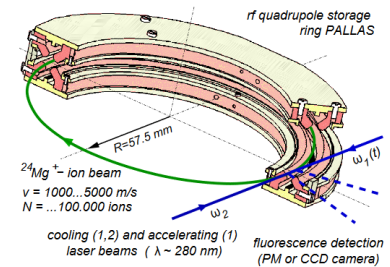 rf quadrupole storage
ring PALLAS
R=57.5 mm
ω₁(t)
²⁴Mg⁺– ion beam
v = 1000...5000 m/s
N = ...100.000 ions
ω₂
cooling (1,2) and accelerating (1)
laser beams ( λ ~ 280 nm)
fluorescence detection
(PM or CCD camera)